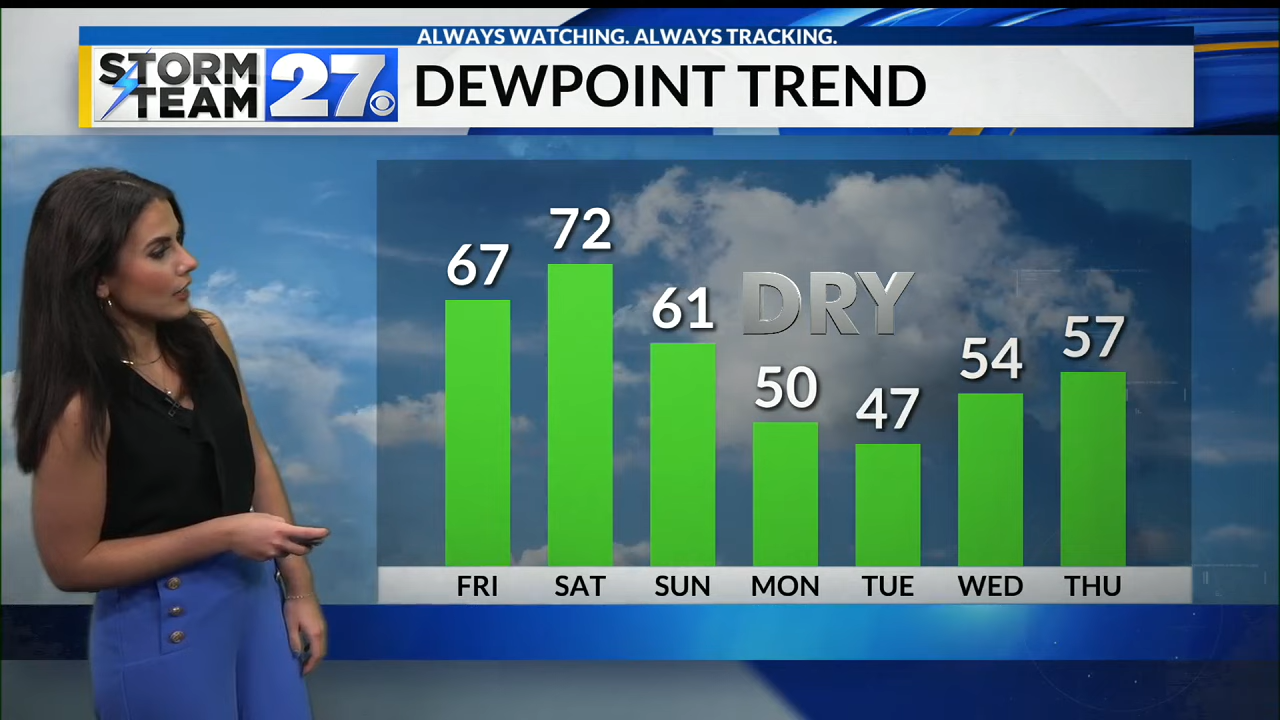 ALWAYS WATCHING. ALWAYS TRACKING.
STORM TEAM 27
DEWPOINT TREND
DRY
67 72 61 50 47 54 57
FRI SAT SUN MON TUE WED THU